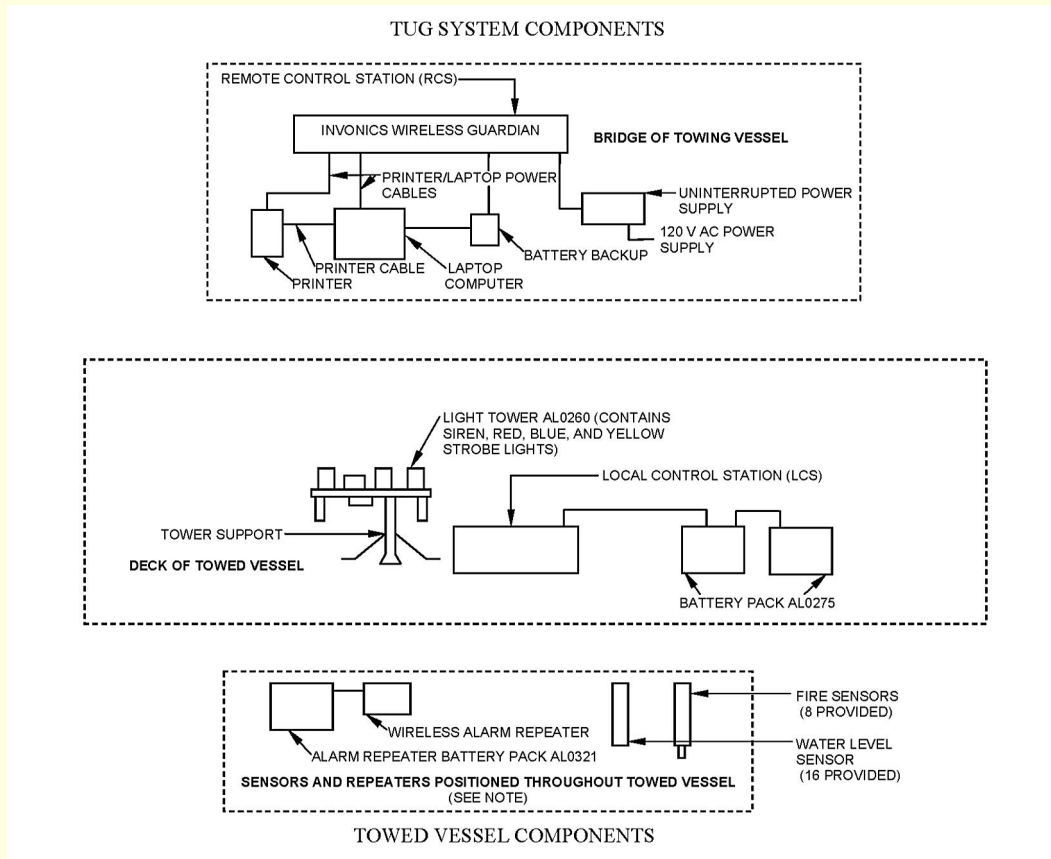 TUG SYSTEM COMPONENTS
REMOTE CONTROL STATION (RCS)
INVONICS WIRELESS GUARDIAN
BRIDGE OF TOWING VESSEL
PRINTER/LAPTOP POWER
CABLES
UNINTERRUPTED POWER
SUPPLY
120 V AC POWER
SUPPLY
BATTERY BACKUP
PRINTER CABLE
LAPTOP
COMPUTER
PRINTER
LIGHT TOWER AL0260 (CONTAINS
SIREN, RED, BLUE, AND YELLOW
STROBE LIGHTS)
LOCAL CONTROL STATION (LCS)
TOWER SUPPORT
DECK OF TOWED VESSEL
BATTERY PACK AL0275
FIRE SENSORS
(8 PROVIDED)
WIRELESS ALARM REPEATER
WATER LEVEL
SENSOR
(16 PROVIDED)
ALARM REPEATER BATTERY PACK AL0321
SENSORS AND REPEATERS POSITIONED THROUGHOUT TOWED VESSEL
(SEE NOTE)
TOWED VESSEL COMPONENTS